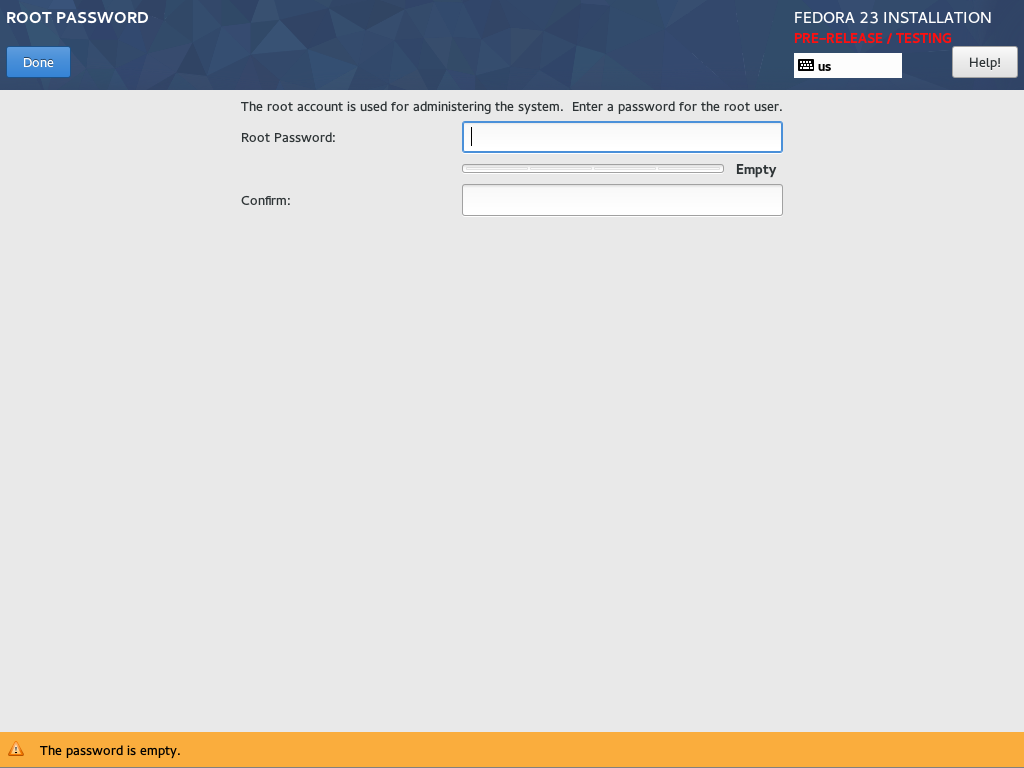 ROOT PASSWORD
FEDORA 23 INSTALLATION
PRE-RELEASE / TESTING
Done
us
Help!
The root account is used for administering the system.  Enter a password for the root user.
Root Password:
Empty
Confirm:
The password is empty.